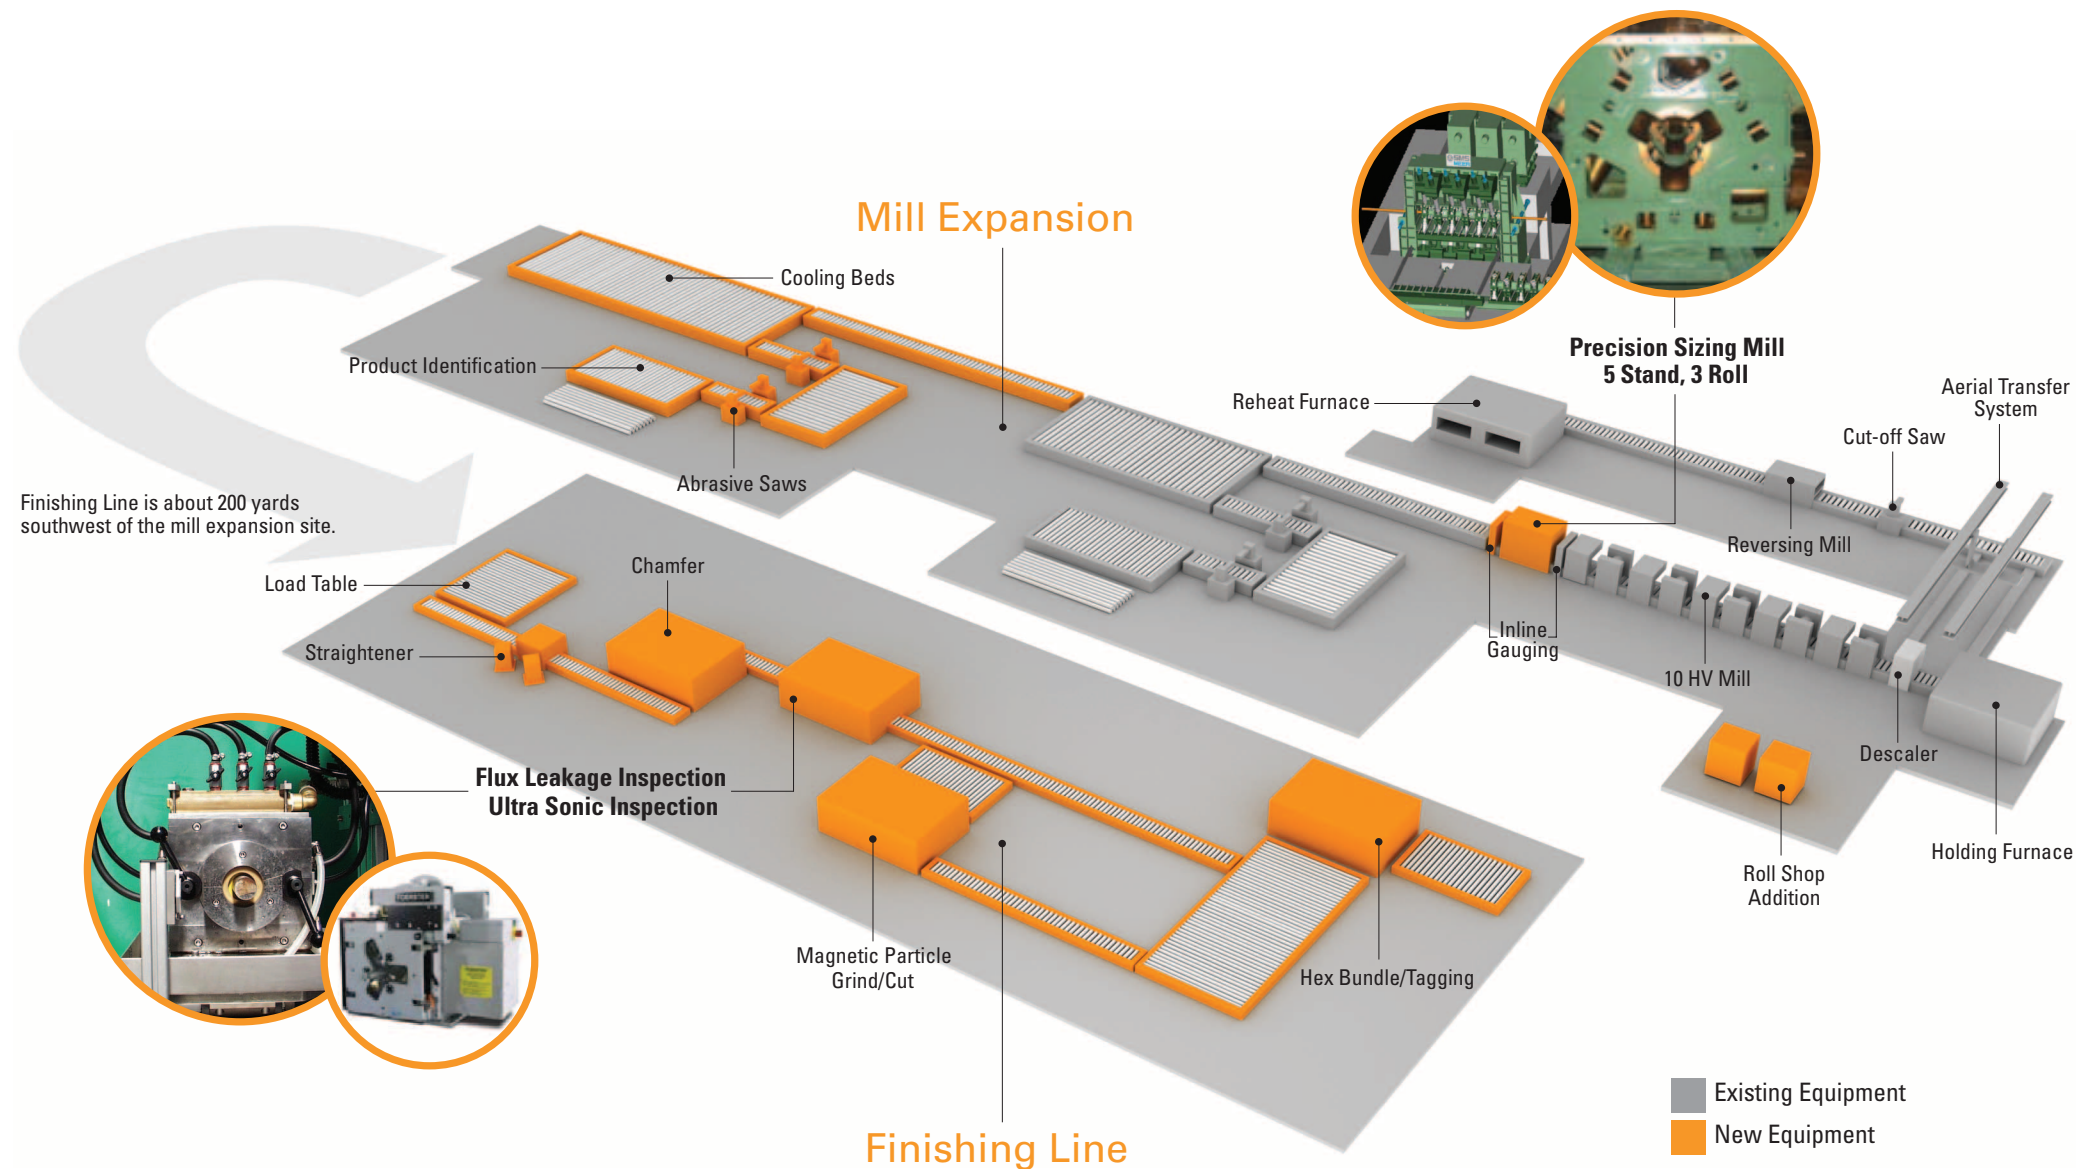 Mill Expansion
Cooling Beds
Product Identification
Abrasive Saws
Precision Sizing Mill
5 Stand, 3 Roll
Reheat Furnace
Aerial Transfer
System
Cut-off Saw
Reversing Mill
Finishing Line is about 200 yards
southwest of the mill expansion site.
Load Table
Chamfer
Straightener
Inline
Gauging
10 HV Mill
Descaler
Holding Furnace
Roll Shop
Addition
Flux Leakage Inspection
Ultra Sonic Inspection
Magnetic Particle
Grind/Cut
Hex Bundle/Tagging
FOERSTER
Finishing Line
Existing Equipment
New Equipment